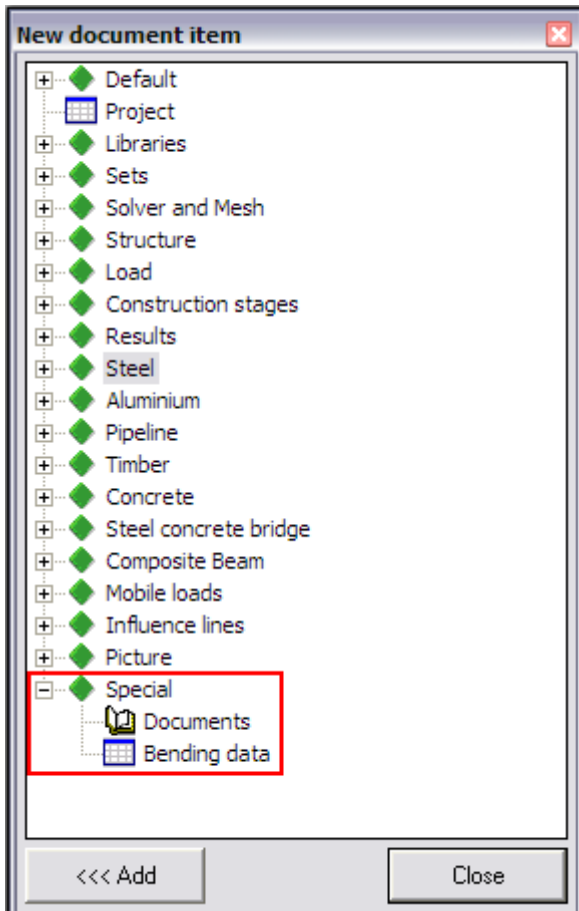 New document item
Default
Project
Libraries
Sets
Solver and Mesh
Structure
Load
Construction stages
Results
Steel
Aluminium
Pipeline
Timber
Concrete
Steel concrete bridge
Composite Beam
Mobile loads
Influence lines
Picture
Special
Documents
Bending data
<<< Add
Close